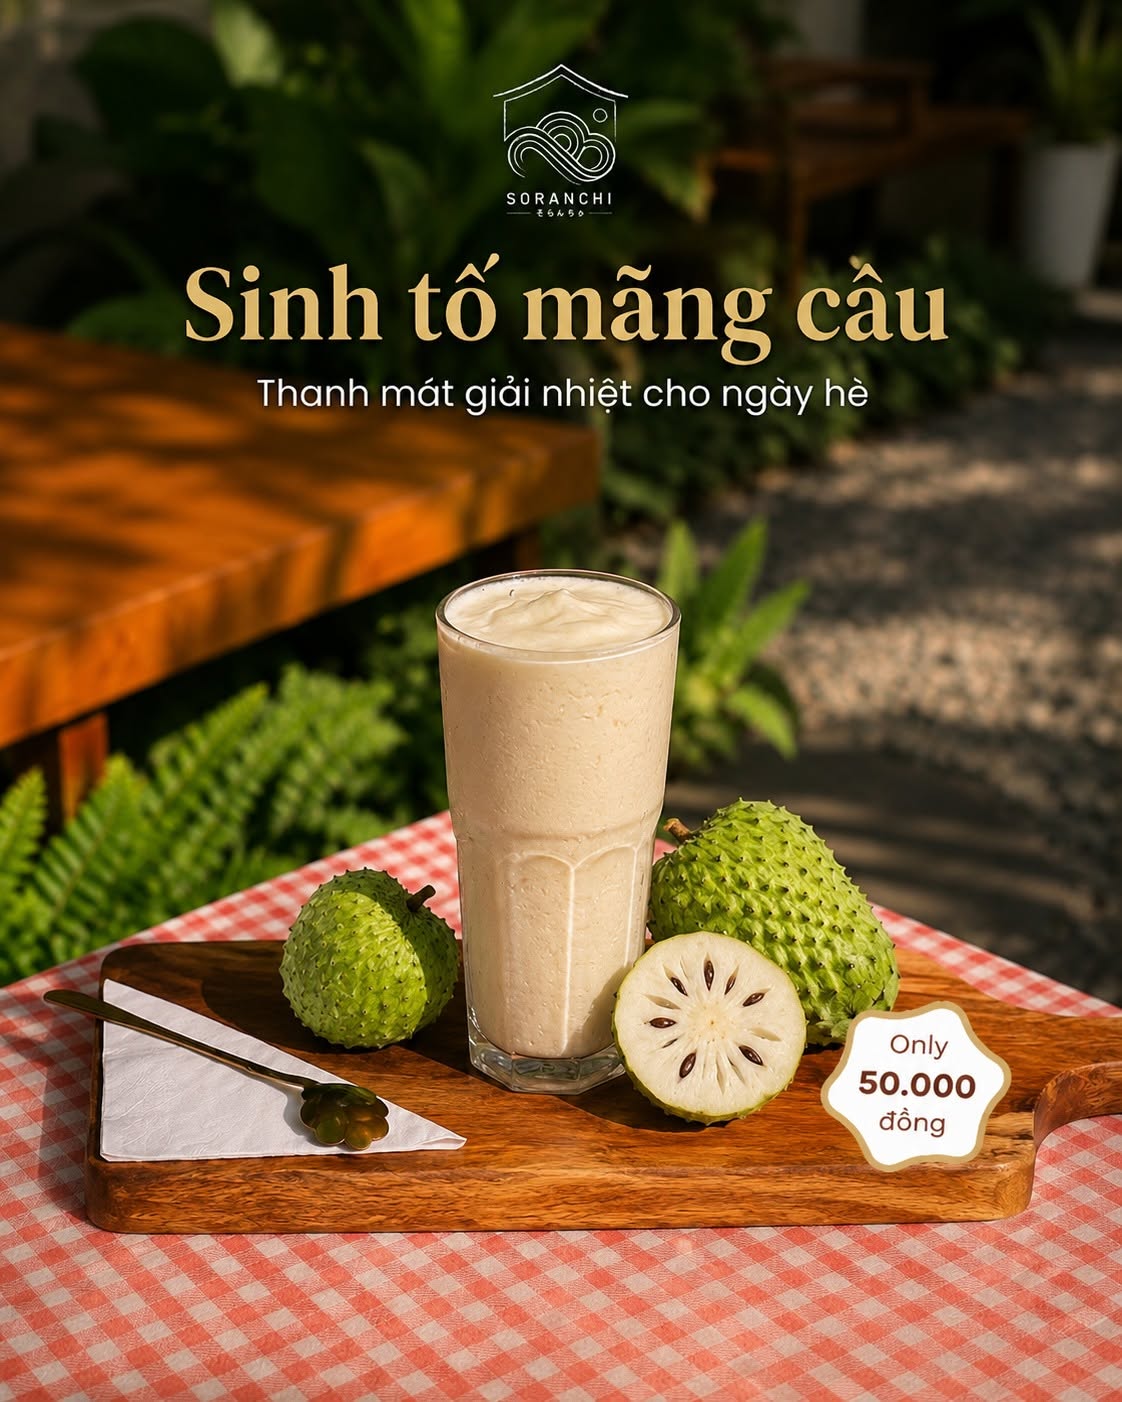 SORANCHI
そらんちゅ
Sinh tố mãng cầu
Thanh mát giải nhiệt cho ngày hè
Only
50.000
đồng